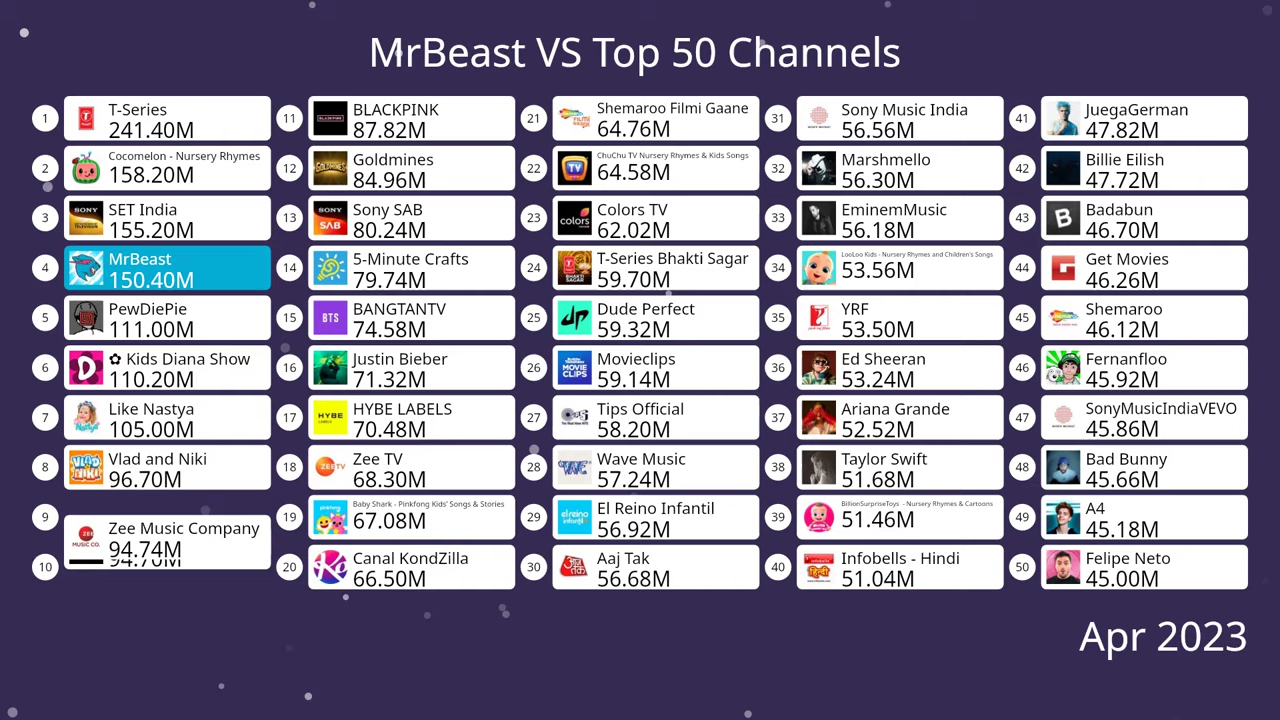 MrBeast VS Top 50 Channels
1
T-Series
241.40M
2
Cocomelon - Nursery Rhymes
158.20M
3
SET India
155.20M
4
MrBeast
150.40M
5
PewDiePie
111.00M
6
✿ Kids Diana Show
110.20M
7
Like Nastya
105.00M
8
Vlad and Niki
96.70M
9
Zee Music Company
94.74M
94.70M
10
11
BLACKPINK
87.82M
12
Goldmines
84.96M
13
Sony SAB
80.24M
14
5-Minute Crafts
79.74M
15
BANGTANTV
74.58M
16
Justin Bieber
71.32M
17
HYBE LABELS
70.48M
18
Zee TV
68.30M
19
Baby Shark - Pinkfong Kids' Songs & Stories
67.08M
20
Canal KondZilla
66.50M
21
Shemaroo Filmi Gaane
64.76M
22
ChuChu TV Nursery Rhymes & Kids Songs
64.58M
23
Colors TV
62.02M
24
T-Series Bhakti Sagar
59.70M
25
Dude Perfect
59.32M
26
Movieclips
59.14M
27
Tips Official
58.20M
28
Wave Music
57.24M
29
El Reino Infantil
56.92M
30
Aaj Tak
56.68M
31
Sony Music India
56.56M
32
Marshmello
56.30M
33
EminemMusic
56.18M
34
LooLoo Kids - Nursery Rhymes and Children's Songs
53.56M
35
YRF
53.50M
36
Ed Sheeran
53.24M
37
Ariana Grande
52.52M
38
Taylor Swift
51.68M
39
BillionSurpriseToys - Nursery Rhymes & Cartoons
51.46M
40
Infobells - Hindi
51.04M
41
JuegaGerman
47.82M
42
Billie Eilish
47.72M
43
Badabun
46.70M
44
Get Movies
46.26M
45
Shemaroo
46.12M
46
Fernanfloo
45.92M
47
SonyMusicIndiaVEVO
45.86M
48
Bad Bunny
45.66M
49
A4
45.18M
50
Felipe Neto
45.00M
Apr 2023